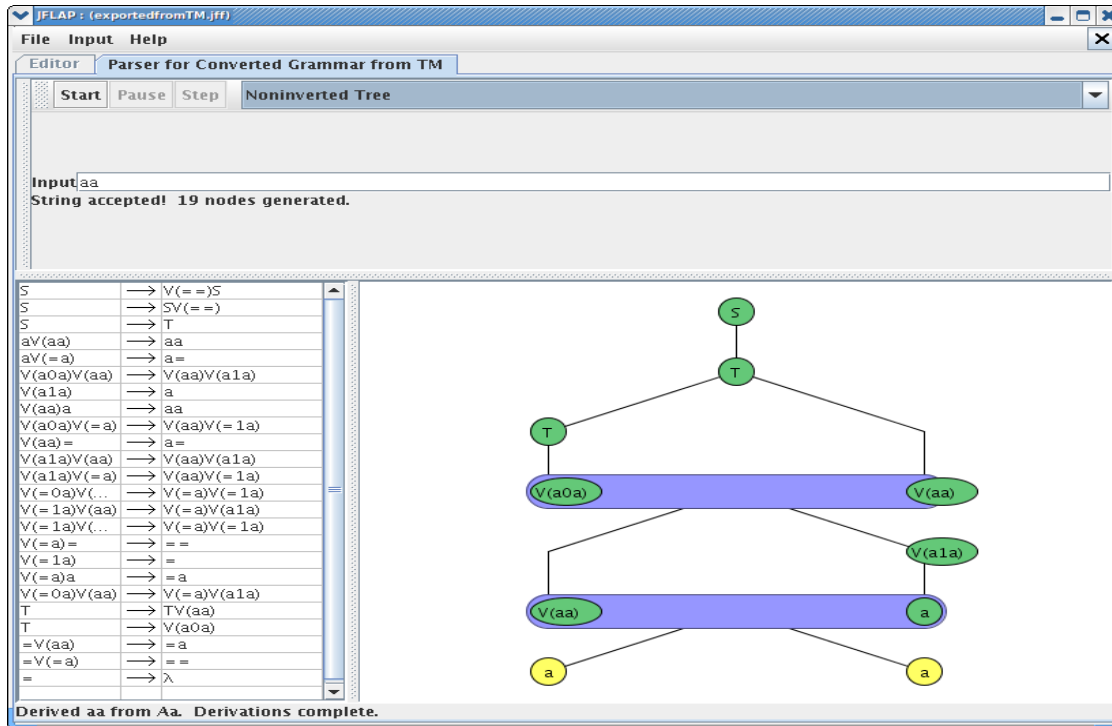 JFLAP : (exportedfromTM.jff)
File Input Help
Editor Parser for Converted Grammar from TM
Start Pause Step Noninverted Tree
Input aa
String accepted! 19 nodes generated.
S → V(==)S
S → SV(==)
S → T
aV(aa) → aa
aV(=a) → a=
V(a0a)V(aa) → V(aa)V(a1a)
V(a1a) → a
V(aa)a → aa
V(a0a)V(=a) → V(aa)V(=1a)
V(aa)= → a=
V(a1a)V(aa) → V(aa)V(a1a)
V(a1a)V(=a) → V(aa)V(=1a)
V(=0a)V(... → V(=a)V(=1a)
V(=1a)V(aa) → V(=a)V(a1a)
V(=1a)V(... → V(=a)V(=1a)
V(=a)= → ==
V(=1a) → =
V(=a)a → =a
V(=0a)V(aa) → V(=a)V(a1a)
T → TV(aa)
T → V(a0a)
=V(aa) → =a
=V(=a) → ==
= → λ
S
T
T
V(a0a) V(aa)
V(a1a)
V(aa) a
a a
Derived aa from Aa. Derivations complete.